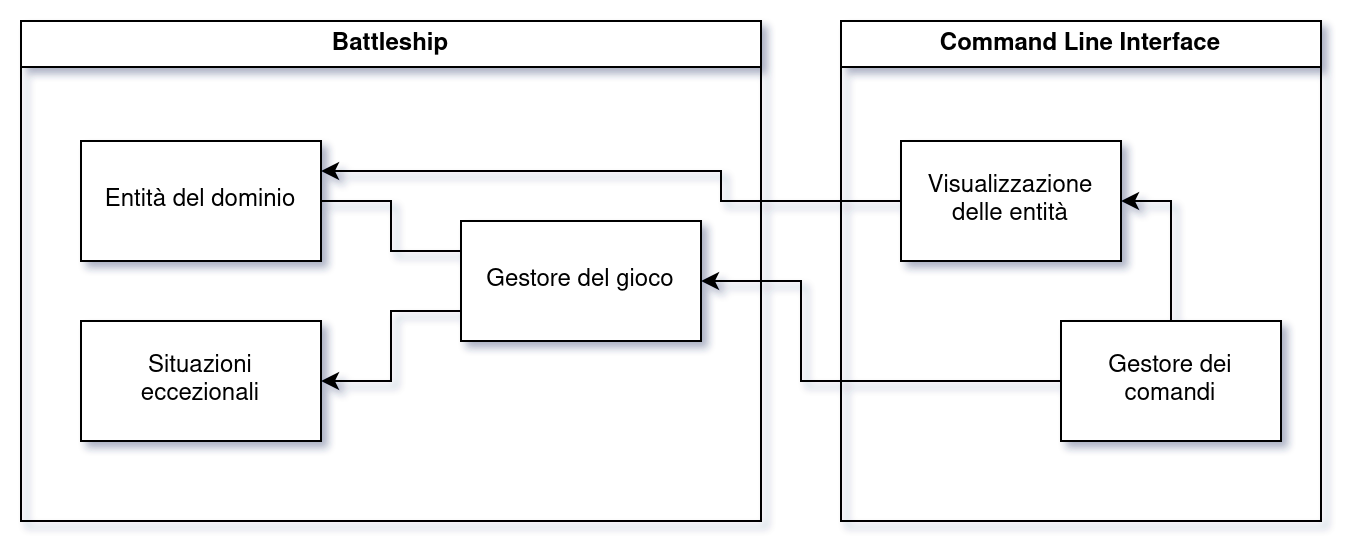 Battleship
Command Line Interface
Entità del dominio
Visualizzazione
delle entità
Gestore del gioco
Situazioni
eccezionali
Gestore dei
comandi